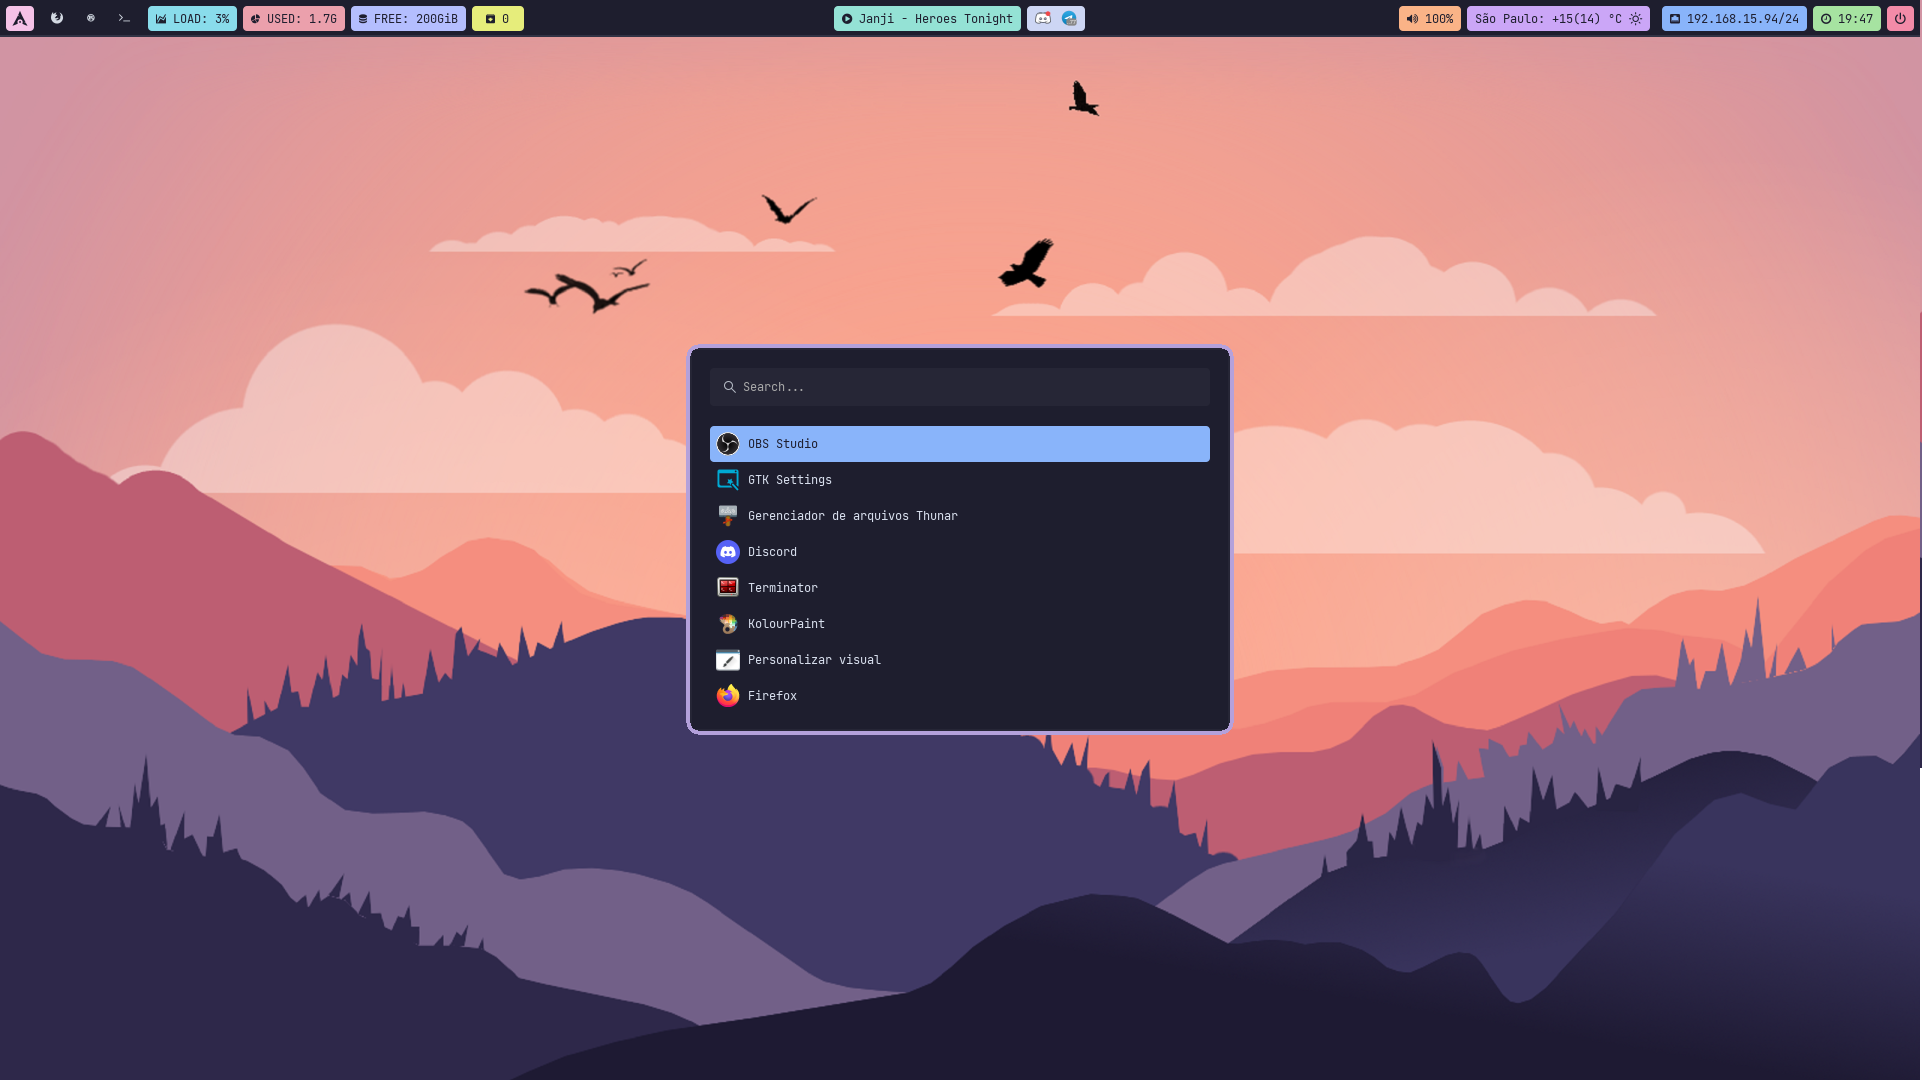 LOAD: 3% USED: 1.7G FREE: 200GiB 0 Janji - Heroes Tonight 100% São Paulo: +15(14) °C 192.168.15.94/24 19:47
Search...
OBS Studio
GTK Settings
Gerenciador de arquivos Thunar
Discord
Terminator
KolourPaint
Personalizar visual
Firefox